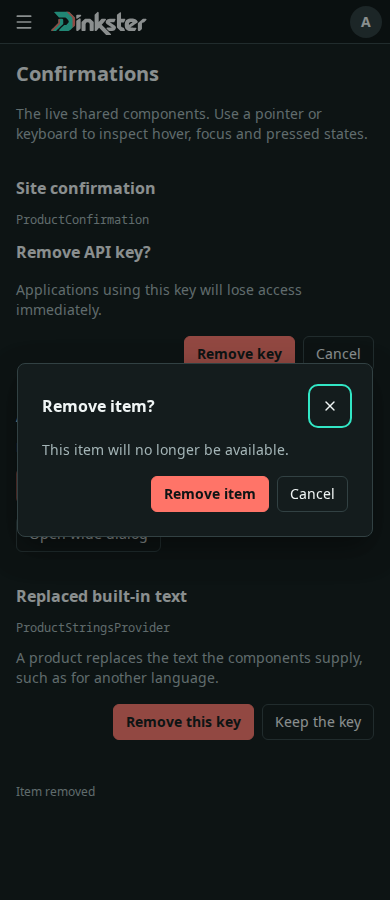 Dinkster
A
Confirmations
The live shared components. Use a pointer or
keyboard to inspect hover, focus and pressed states.
Site confirmation
ProductConfirmation
Remove API key?
Applications using this key will lose access
immediately.
Remove key
Cancel
Remove item?
This item will no longer be available.
Remove item
Cancel
Open wide dialog
Replaced built-in text
ProductStringsProvider
A product replaces the text the components supply,
such as for another language.
Remove this key
Keep the key
Item removed